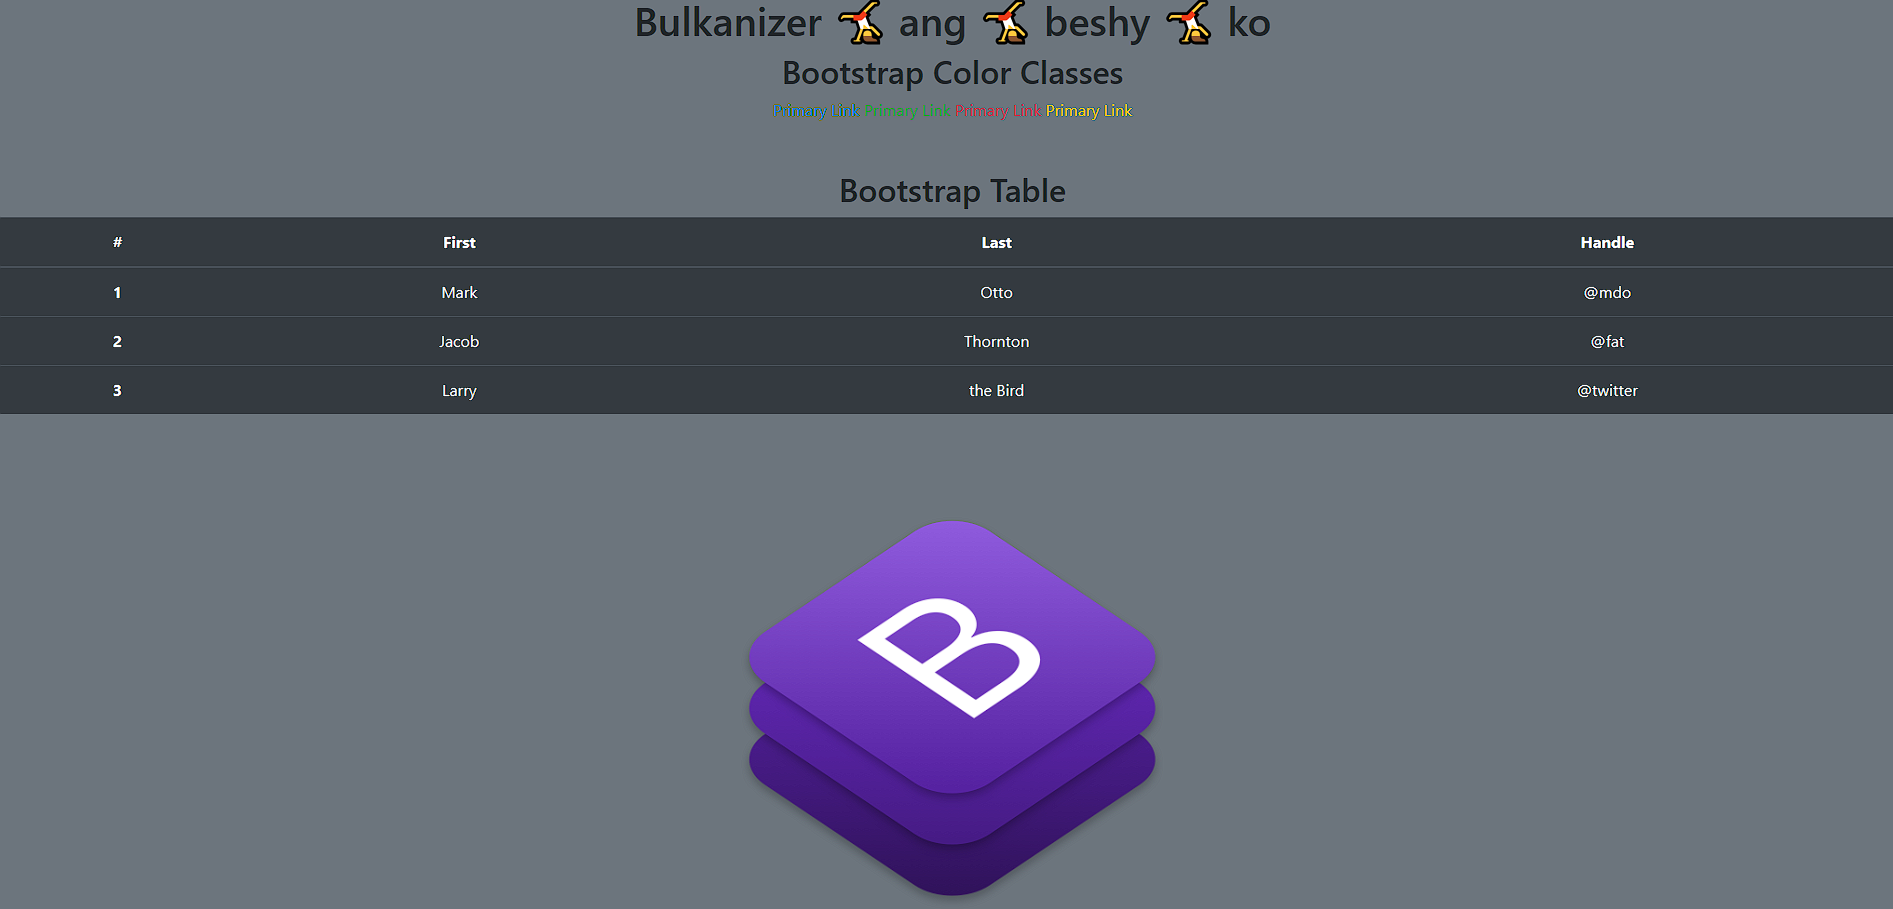 Bulkanizer 🤸 ang 🤸 beshy 🤸 ko
Bootstrap Color Classes
Primary Link Primary Link Primary Link Primary Link
Bootstrap Table
# First Last Handle
1 Mark Otto @mdo
2 Jacob Thornton @fat
3 Larry the Bird @twitter
B